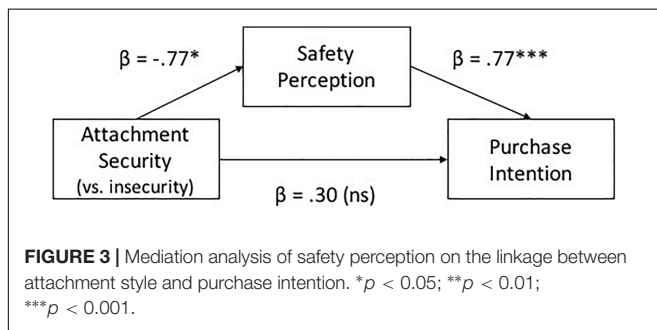 β = -.77*
Safety
Perception
β = .77***
Attachment
Security
(vs. insecurity)
Purchase
Intention
β = .30 (ns)
FIGURE 3 | Mediation analysis of safety perception on the linkage between
attachment style and purchase intention. *p < 0.05; **p < 0.01;
***p < 0.001.